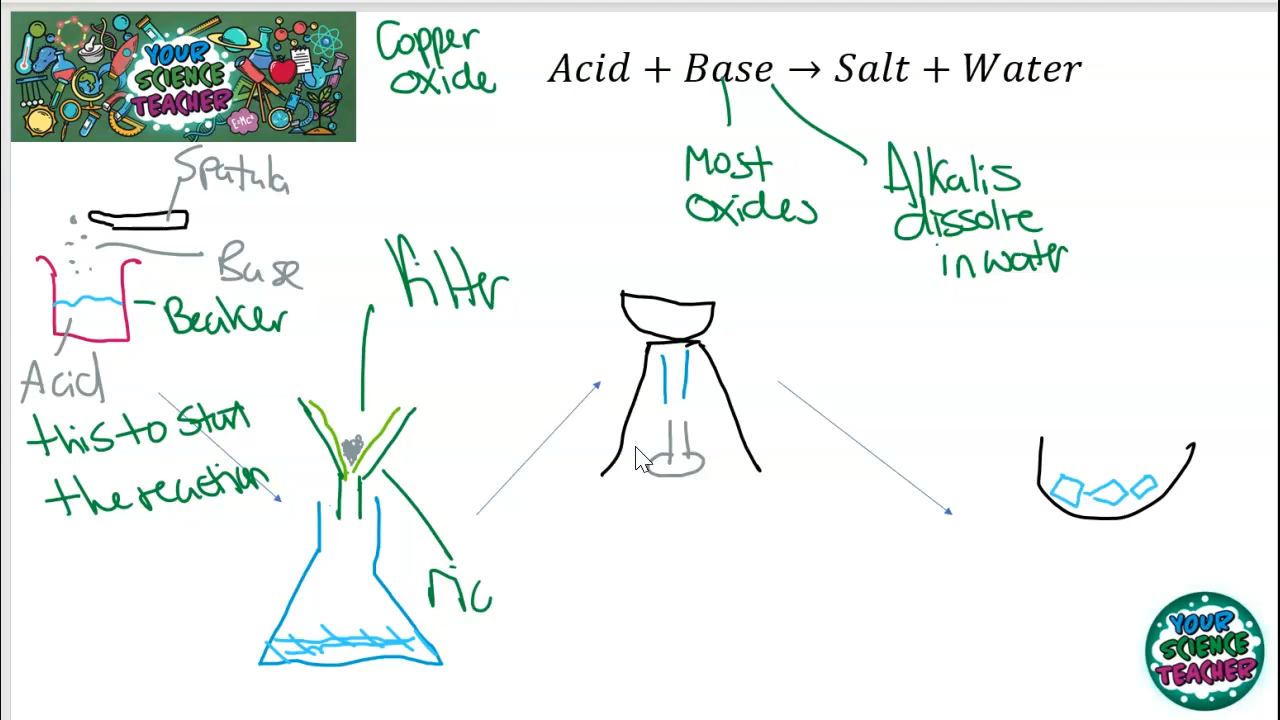 YOUR
SCIENCE
TEACHER
E=Mc²
Copper
oxide
Acid + Base → Salt + Water
Most
oxides
Alkalis
dissolve
in water
Spatula
Base
Beaker
Acid
this to start
the reaction
Filter
YOUR
SCIENCE
TEACHER